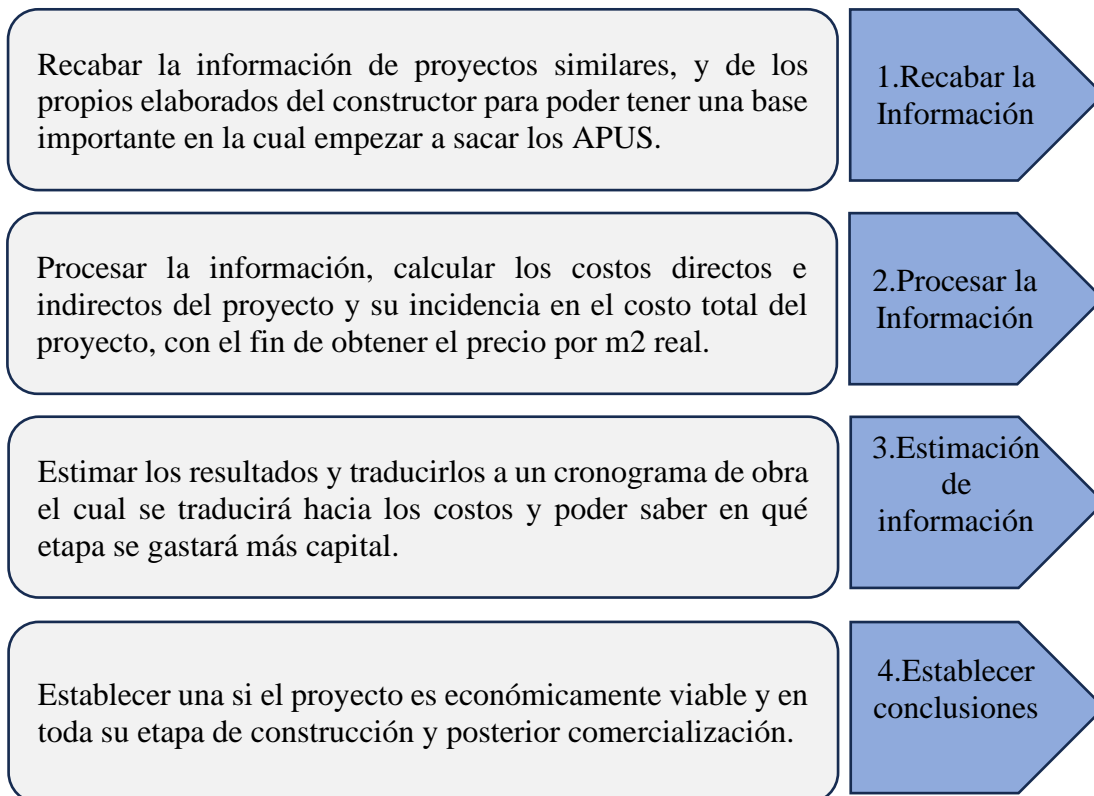 Recabar la información de proyectos similares, y de los
propios elaborados del constructor para poder tener una base
importante en la cual empezar a sacar los APUS.
1.Recabar la
Información
Procesar la información, calcular los costos directos e
indirectos del proyecto y su incidencia en el costo total del
proyecto, con el fin de obtener el precio por m2 real.
2.Procesar la
Información
Estimar los resultados y traducirlos a un cronograma de obra
el cual se traducirá hacia los costos y poder saber en qué
etapa se gastará más capital.
3.Estimación
de
información
Establecer una si el proyecto es económicamente viable y en
toda su etapa de construcción y posterior comercialización.
4.Establecer
conclusiones